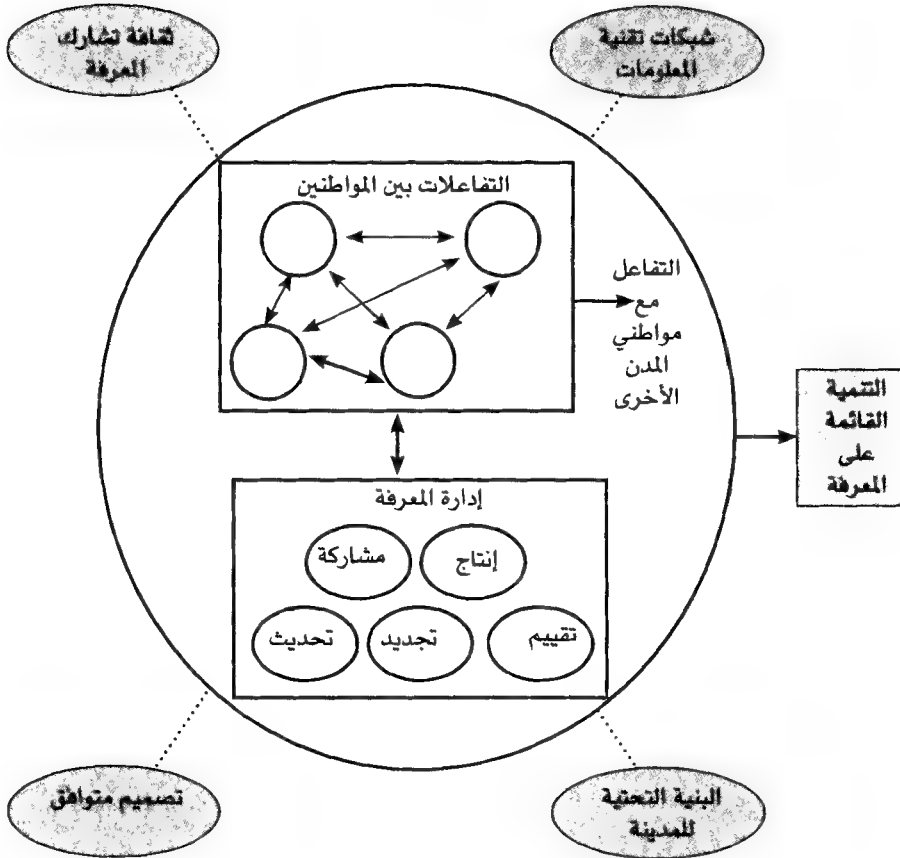 شبكات تقنية
المعلومات
ثقافة تشارك
المعرفة
التفاعلات بين المواطنين
التفاعل
مع
مواطني
المدن
الأخرى
التنمية
القائمة
على
المعرفة
إدارة المعرفة
إنتاج
مشاركة
تقييم
تجديد
تحديث
البنية التحتية
للمدينة
تصميم متوافق